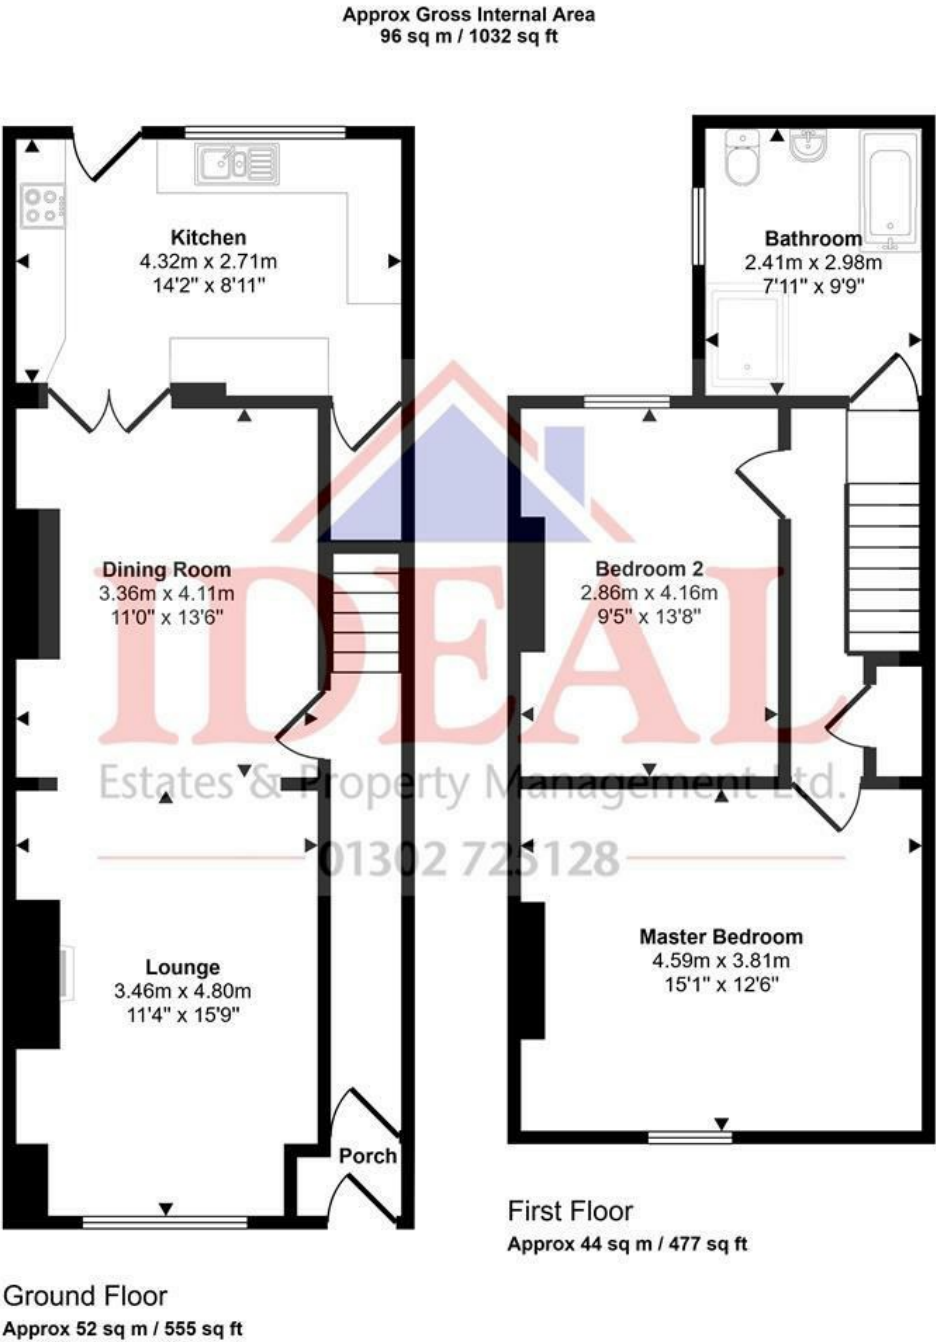 Approx Gross Internal Area
96 sq m / 1032 sq ft
Kitchen
4.32m x 2.71m
14'2" x 8'11"
Bathroom
2.41m x 2.98m
7'11" x 9'9"
Dining Room
3.36m x 4.11m
11'0" x 13'6"
Bedroom 2
2.86m x 4.16m
9'5" x 13'8"
IDEAL
Estates & Property Management Ltd.
01302 725128
Master Bedroom
4.59m x 3.81m
15'1" x 12'6"
Lounge
3.46m x 4.80m
11'4" x 15'9"
Porch
First Floor
Approx 44 sq m / 477 sq ft
Ground Floor
Approx 52 sq m / 555 sq ft